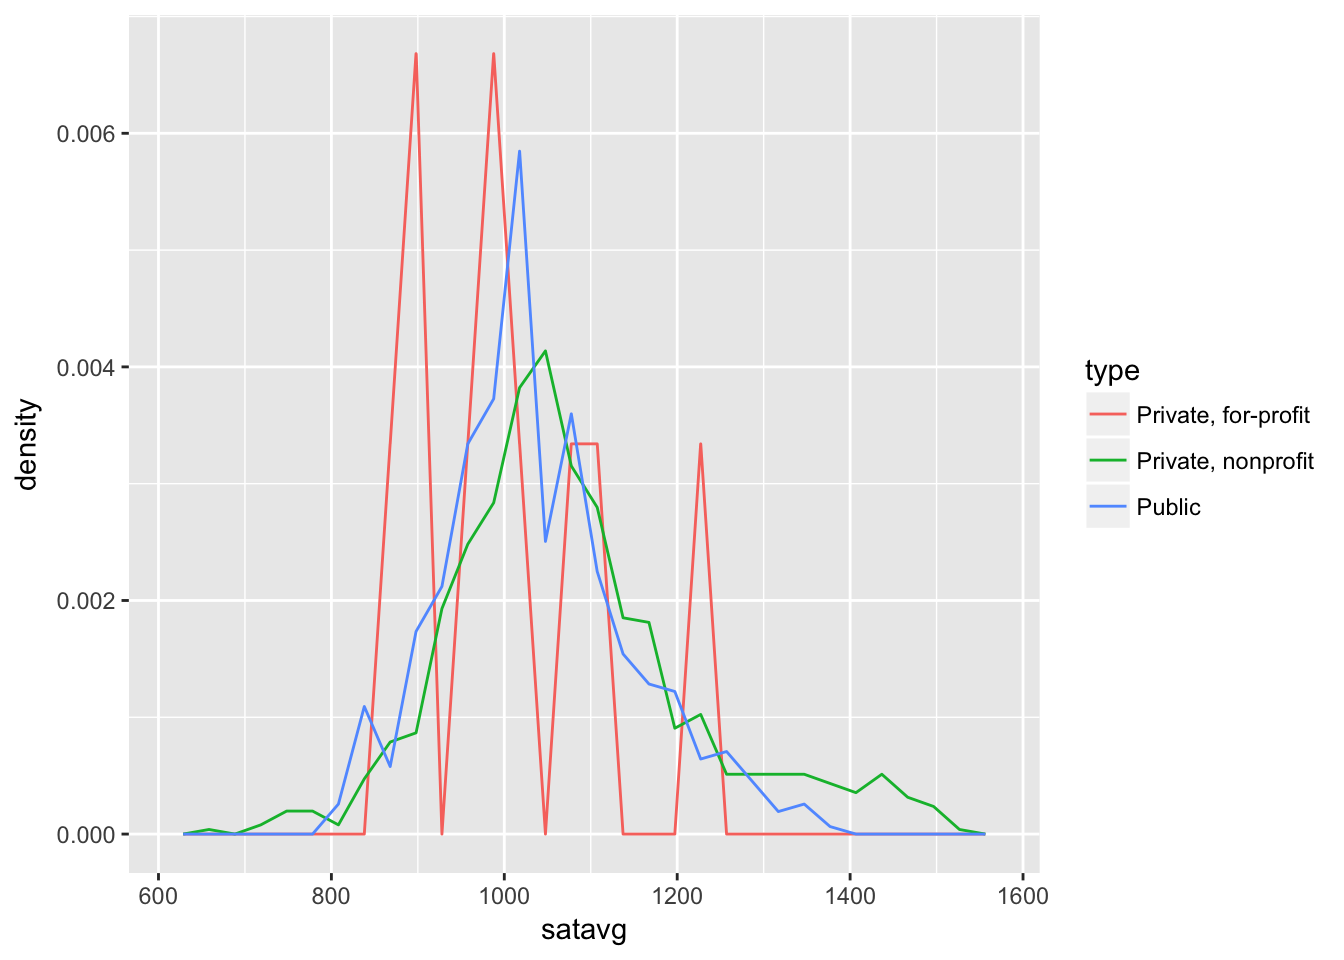 0.006
0.004
0.002
0.000
density
600 800 1000 1200 1400 1600
satavg
type
Private, for-profit
Private, nonprofit
Public